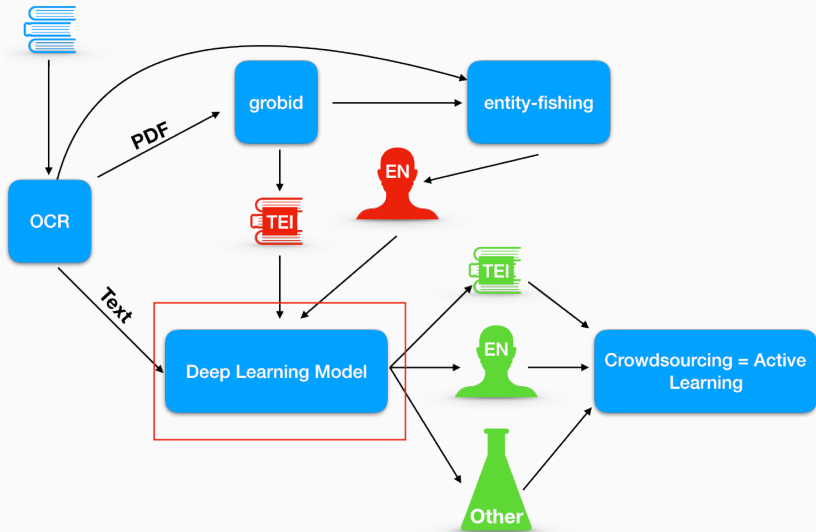 grobid
entity-fishing
PDF
EN
OCR
TEI
TEI
Text
EN
Deep Learning Model
Crowdsourcing = Active
Learning
Other